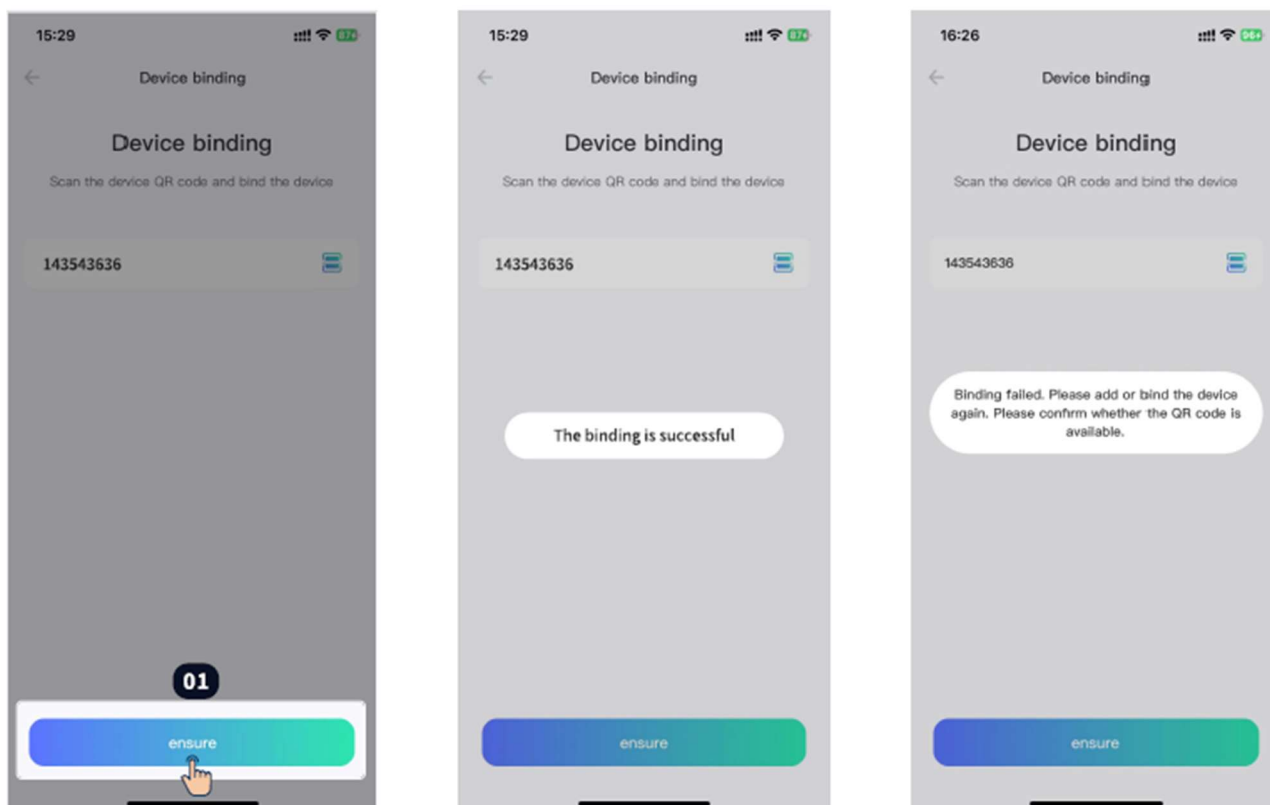 15:29
87+
Device binding
Device binding
Scan the device QR code and bind the device
143543636
01
ensure
15:29
87+
Device binding
Device binding
Scan the device QR code and bind the device
143543636
The binding is successful
ensure
16:26
96+
Device binding
Device binding
Scan the device QR code and bind the device
143543636
Binding failed. Please add or bind the device
again. Please confirm whether the QR code is
available.
ensure